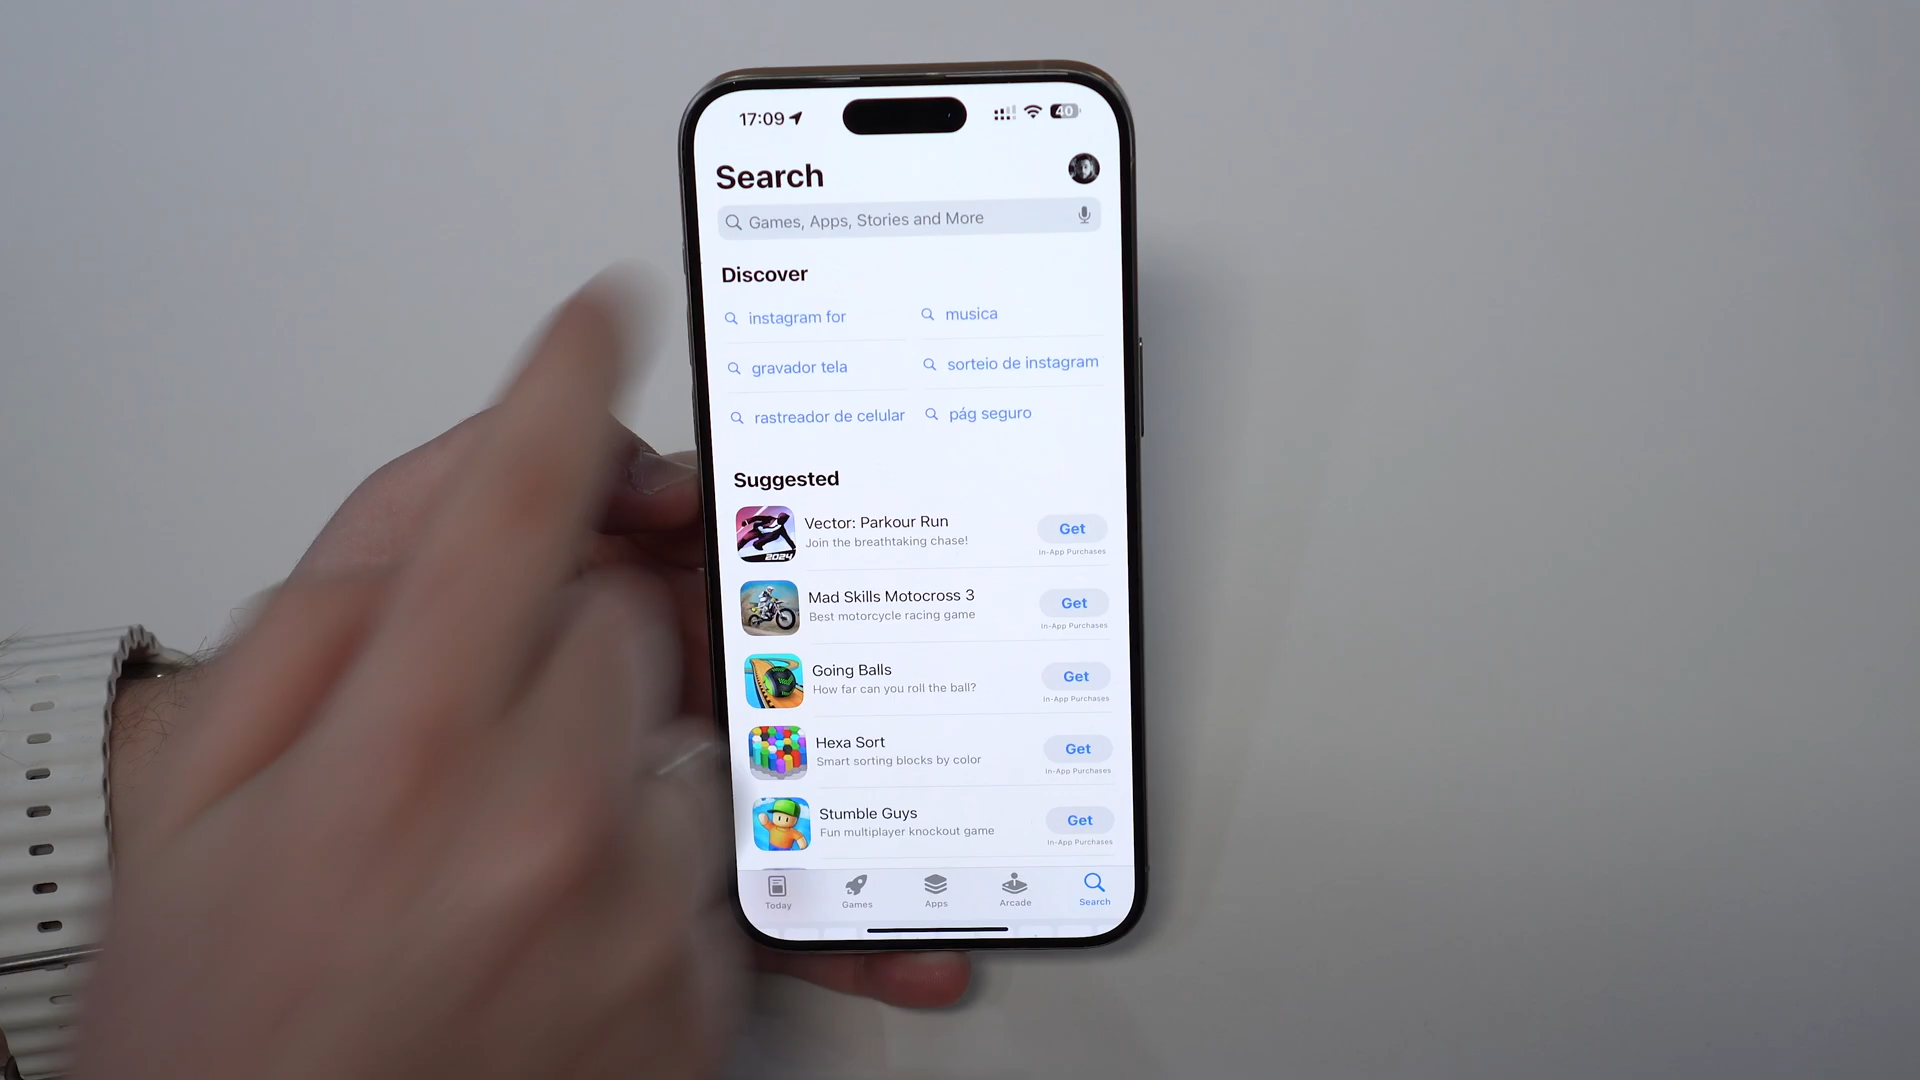 17:09
40
Search
Games, Apps, Stories and More
Discover
instagram for
musica
gravador tela
sorteio de instagram
rastreador de celular
pág seguro
Suggested
Vector: Parkour Run
Join the breathtaking chase!
Get
In-App Purchases
2024
Mad Skills Motocross 3
Best motorcycle racing game
Get
In-App Purchases
Going Balls
How far can you roll the ball?
Get
In-App Purchases
Hexa Sort
Smart sorting blocks by color
Get
In-App Purchases
Stumble Guys
Fun multiplayer knockout game
Get
In-App Purchases
Today
Games
Apps
Arcade
Search